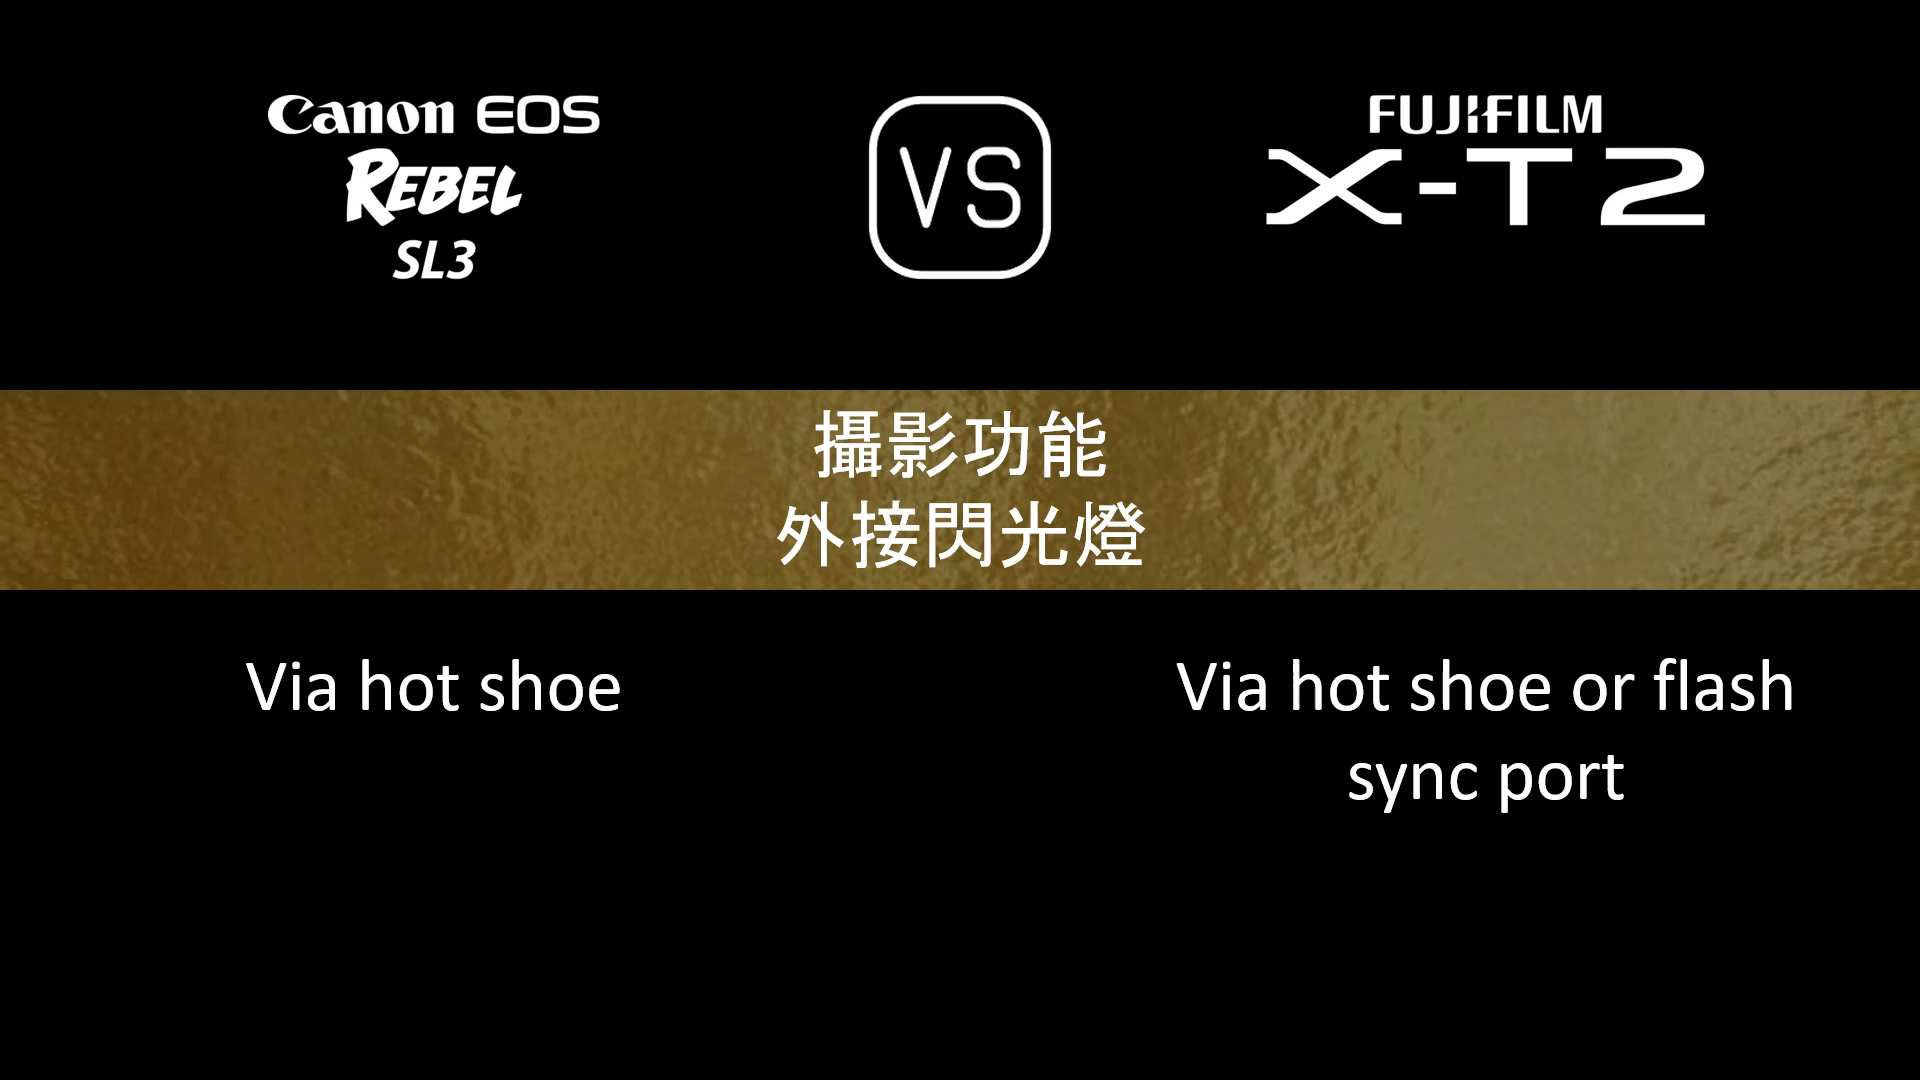 Canon EOS
REBEL
SL3
VS
FUJIFILM
X-T2
攝影功能
外接閃光燈
Via hot shoe
Via hot shoe or flash
sync port